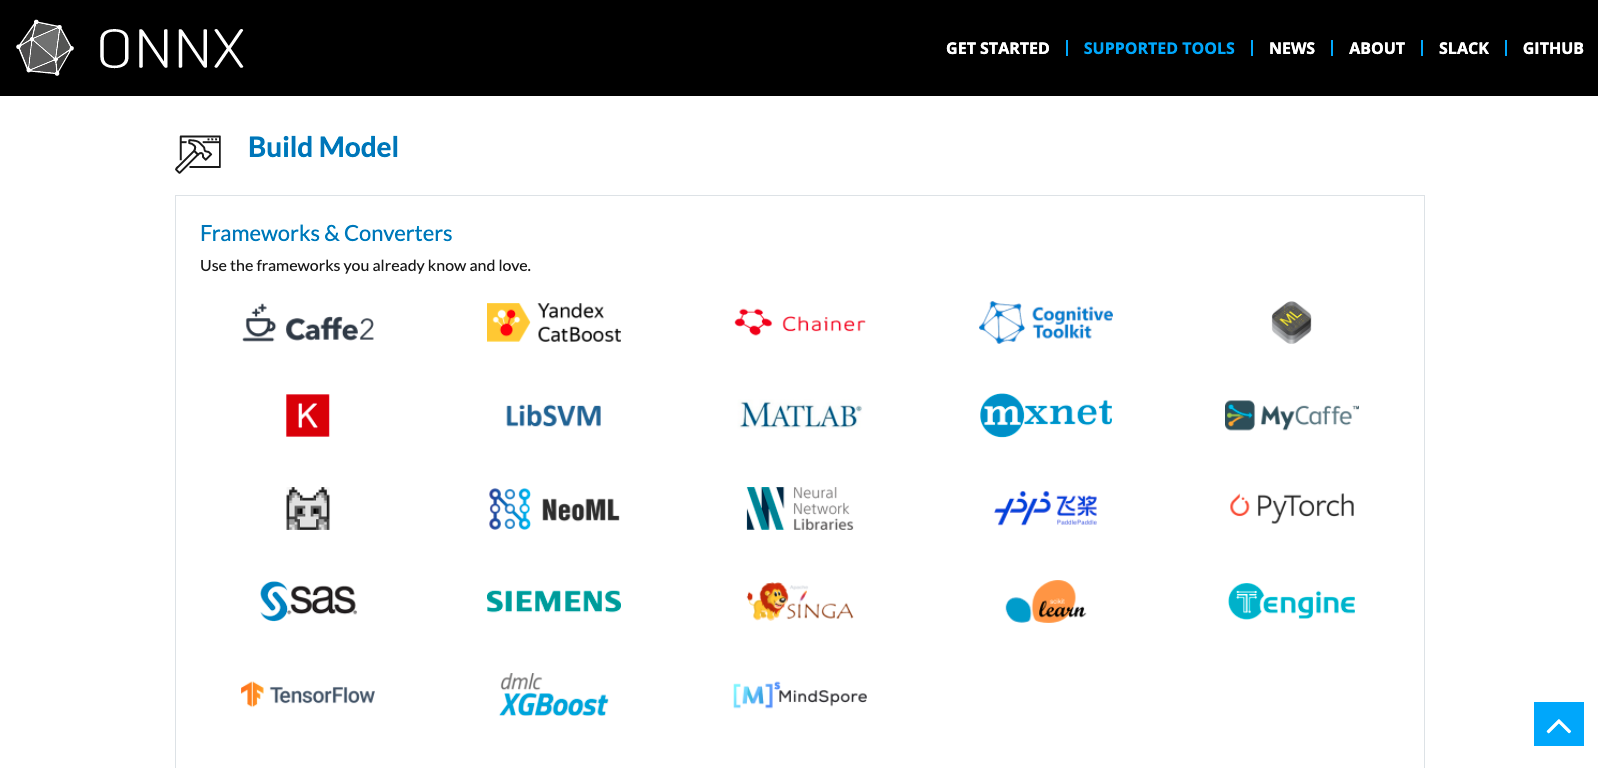 ONNX
GET STARTED
SUPPORTED TOOLS
NEWS
ABOUT
SLACK
GITHUB
Build Model
Frameworks & Converters
Use the frameworks you already know and love.
Caffe2
Yandex
CatBoost
Chainer
Cognitive
Toolkit
ML
K
LibSVM
MATLAB®
mxnet
MyCaffe™
NeoML
Neural
Network
Libraries
飞桨
PaddlePaddle
PyTorch
sas
SIEMENS
SINGA
scikit
learn
Tengine
TensorFlow
dmlc
XGBoost
[M]s MindSpore